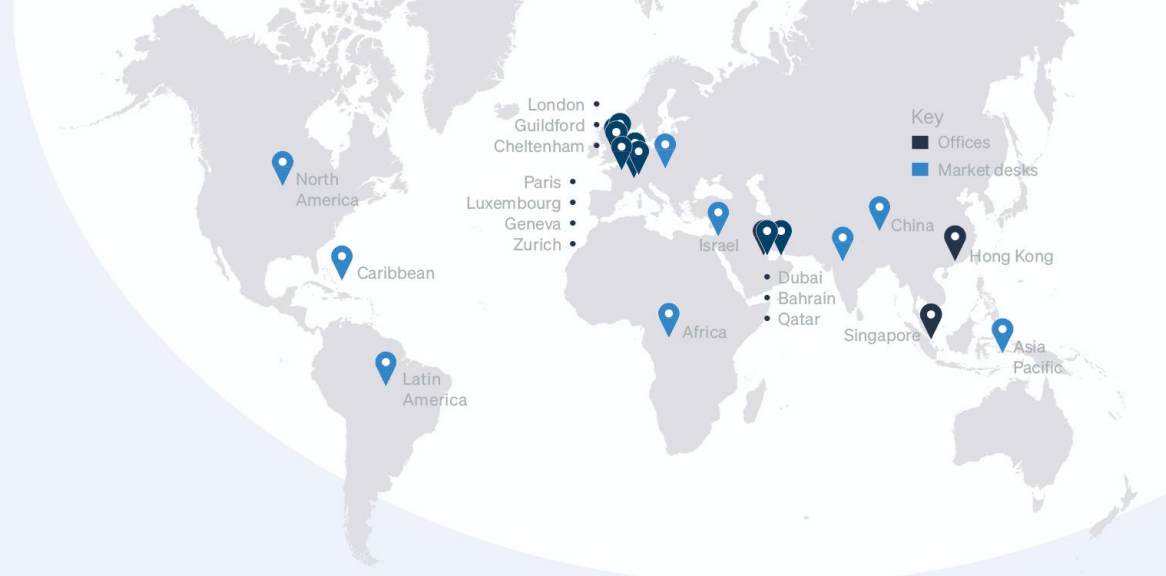 London
Guildford
Cheltenham
Paris
Luxembourg
Geneva
Zurich
North
America
Caribbean
Latin
America
Israel
Dubai
Bahrain
Qatar
Africa
Key
Offices
Market desks
China
Hong Kong
Singapore
Asia
Pacific